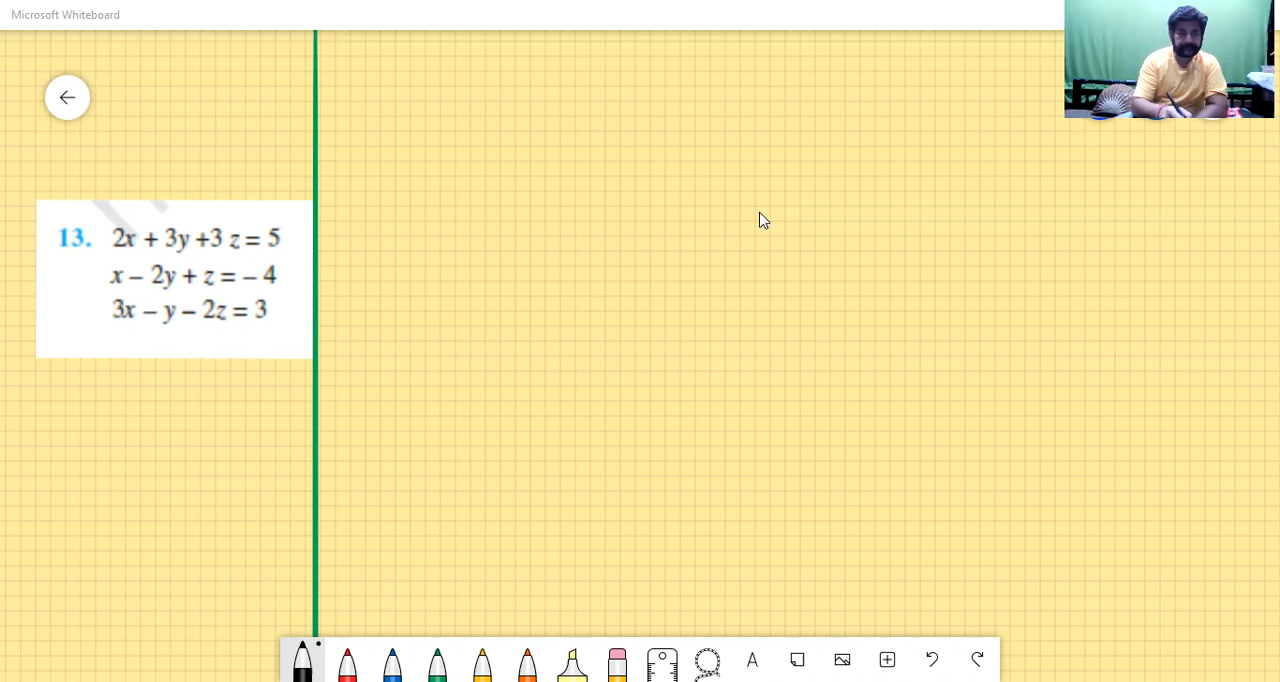 Microsoft Whiteboard
13. 2x + 3y +3 z = 5
x – 2y + z = – 4
3x – y – 2z = 3
A